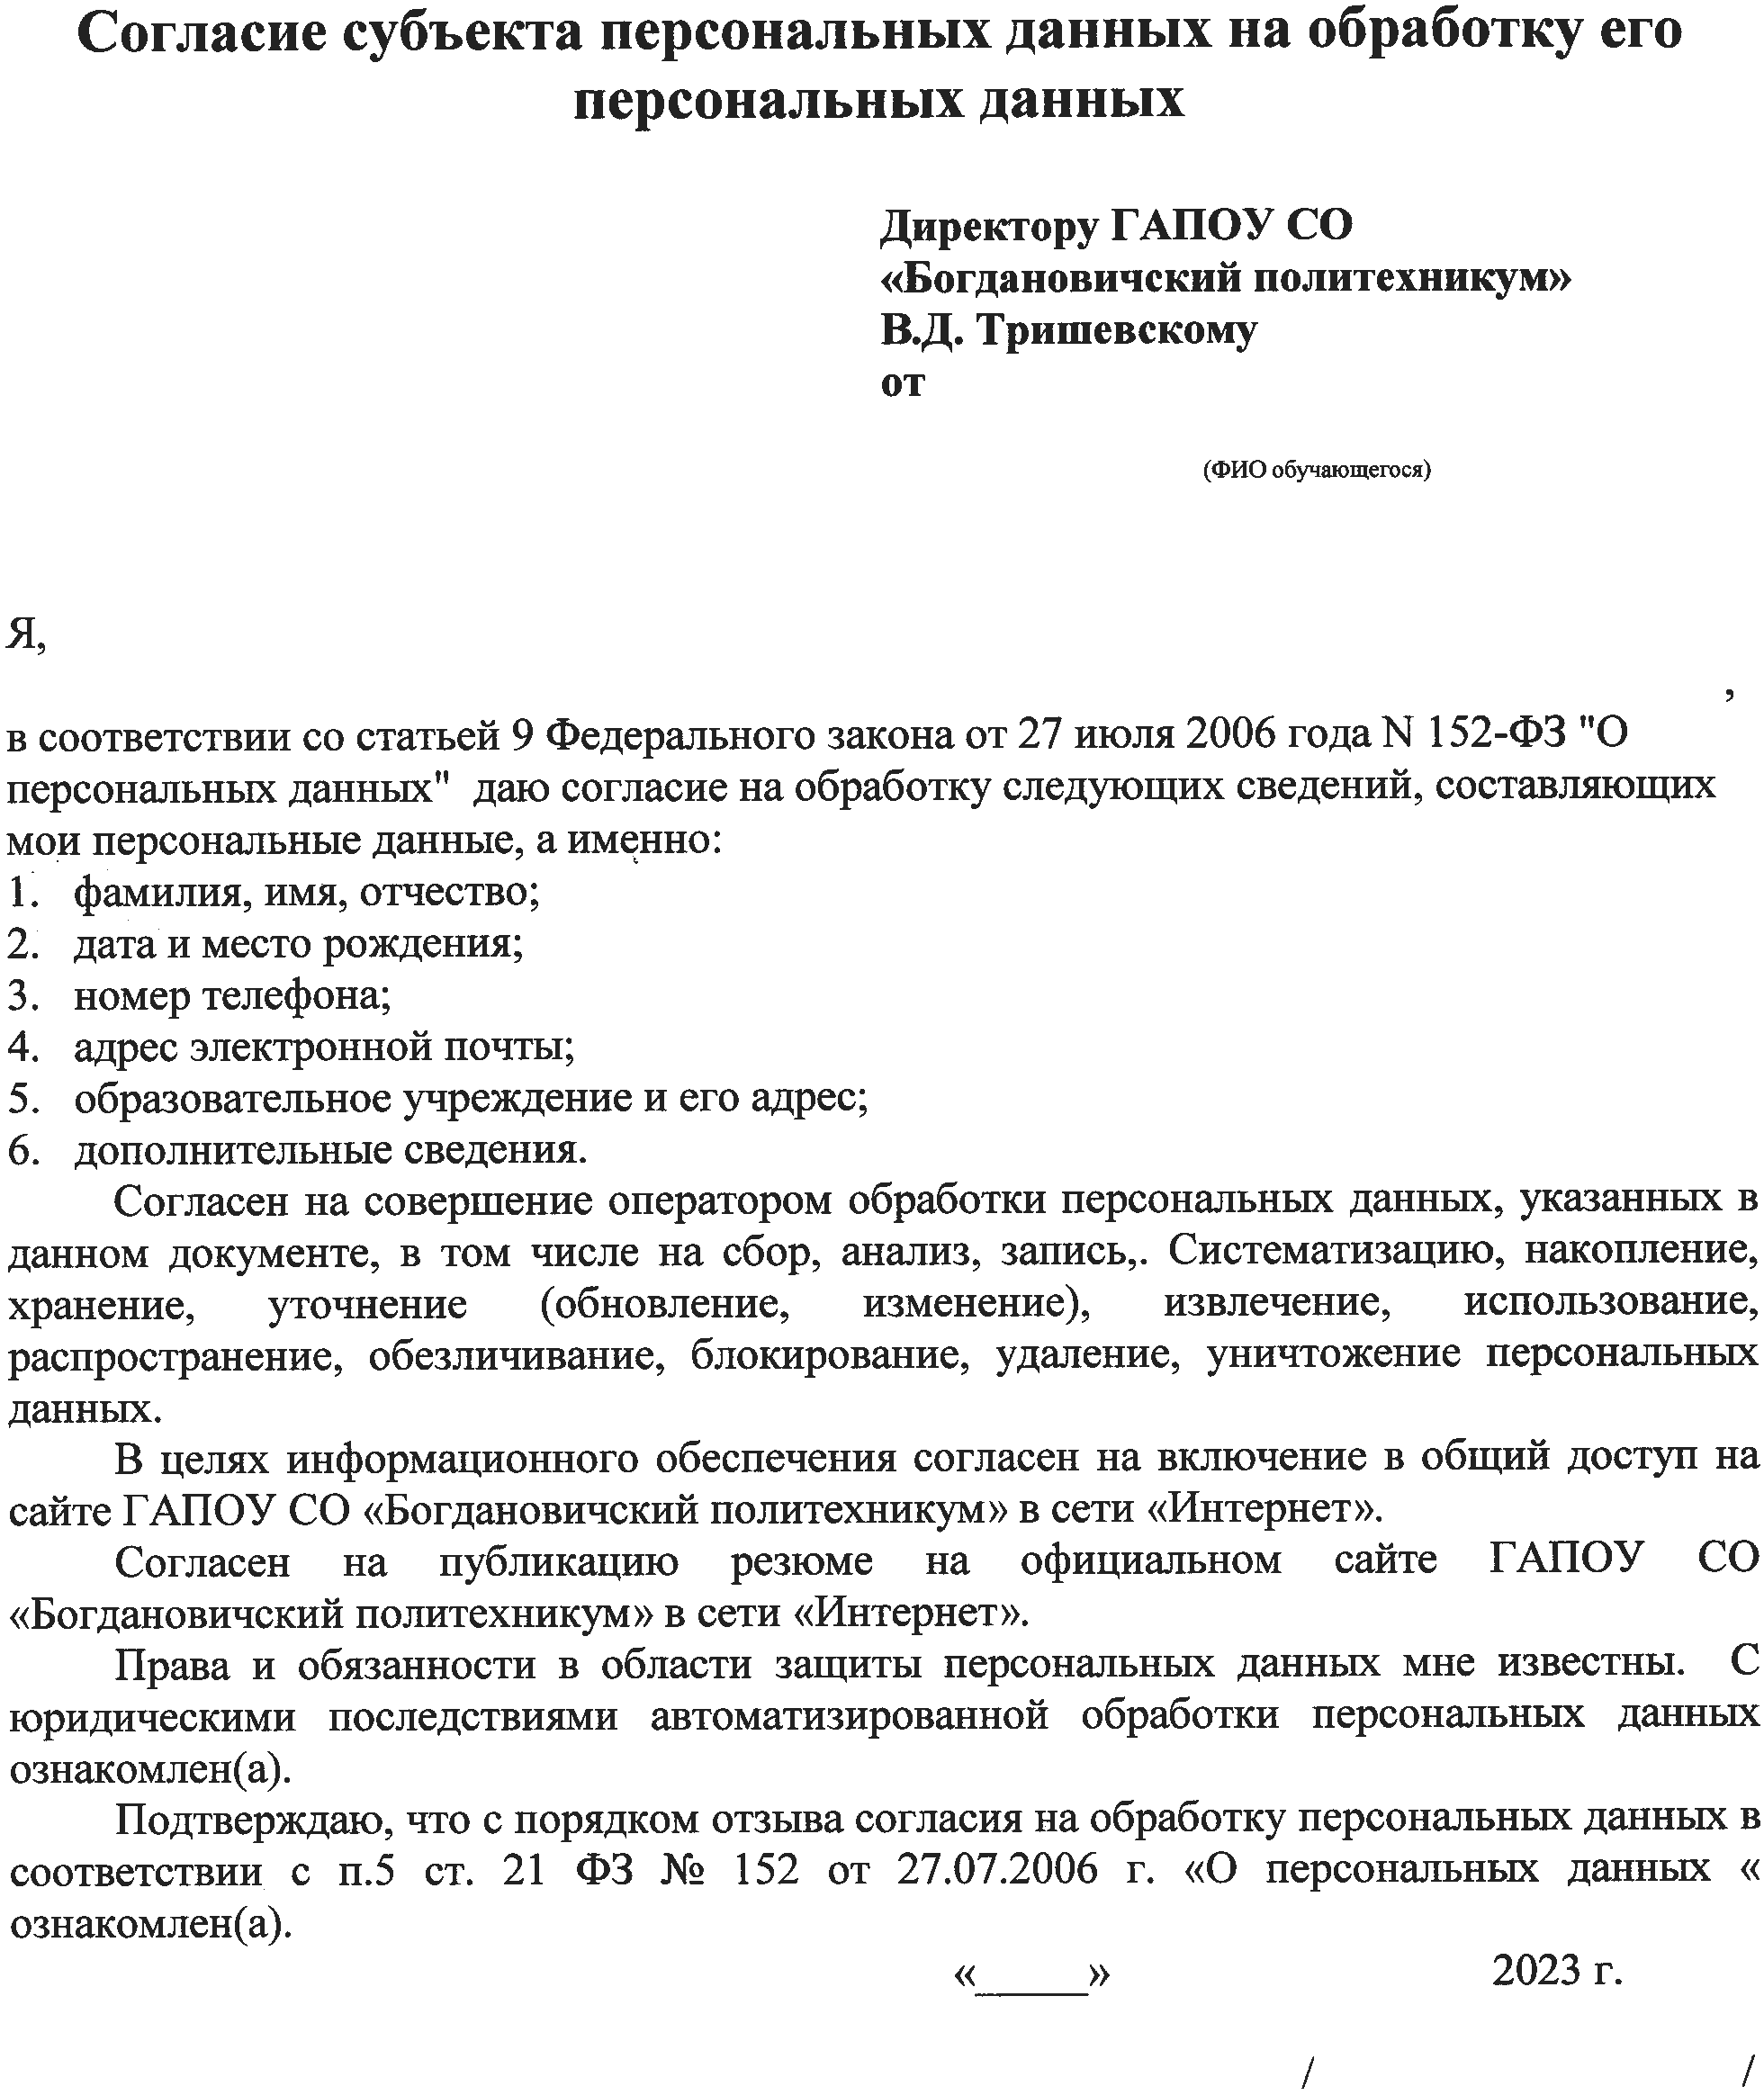 Согласие субъекта персональных данных на обработку его
персональных данных
Директору ГАПОУ СО
«Богдановичский политехникум»
В.Д. Тришевскому
от
(ФИО обучающегося)
Я,
,
в соответствии со статьей 9 Федерального закона от 27 июля 2006 года N 152-ФЗ "О
персональных данных"  даю согласие на обработку следующих сведений, составляющих
мои персональные данные, а именно:
1. фамилия, имя, отчество;
2. дата и место рождения;
3. номер телефона;
4. адрес электронной почты;
5. образовательное учреждение и его адрес;
6. дополнительные сведения.
Согласен на совершение оператором обработки персональных данных, указанных в
данном документе, в том числе на сбор, анализ, запись,. Систематизацию, накопление,
хранение, уточнение (обновление, изменение), извлечение, использование,
распространение, обезличивание, блокирование, удаление, уничтожение персональных
данных.
В целях информационного обеспечения согласен на включение в общий доступ на
сайте ГАПОУ СО «Богдановичский политехникум» в сети «Интернет».
Согласен на публикацию резюме на официальном сайте ГАПОУ СО
«Богдановичский политехникум» в сети «Интернет».
Права и обязанности в области защиты персональных данных мне известны. С
юридическими последствиями автоматизированной обработки персональных данных
ознакомлен(а).
Подтверждаю, что с порядком отзыва согласия на обработку персональных данных в
соответствии с п.5 ст. 21 ФЗ № 152 от 27.07.2006 г. «О персональных данных «
ознакомлен(а).
«_____» 2023 г.
/ /